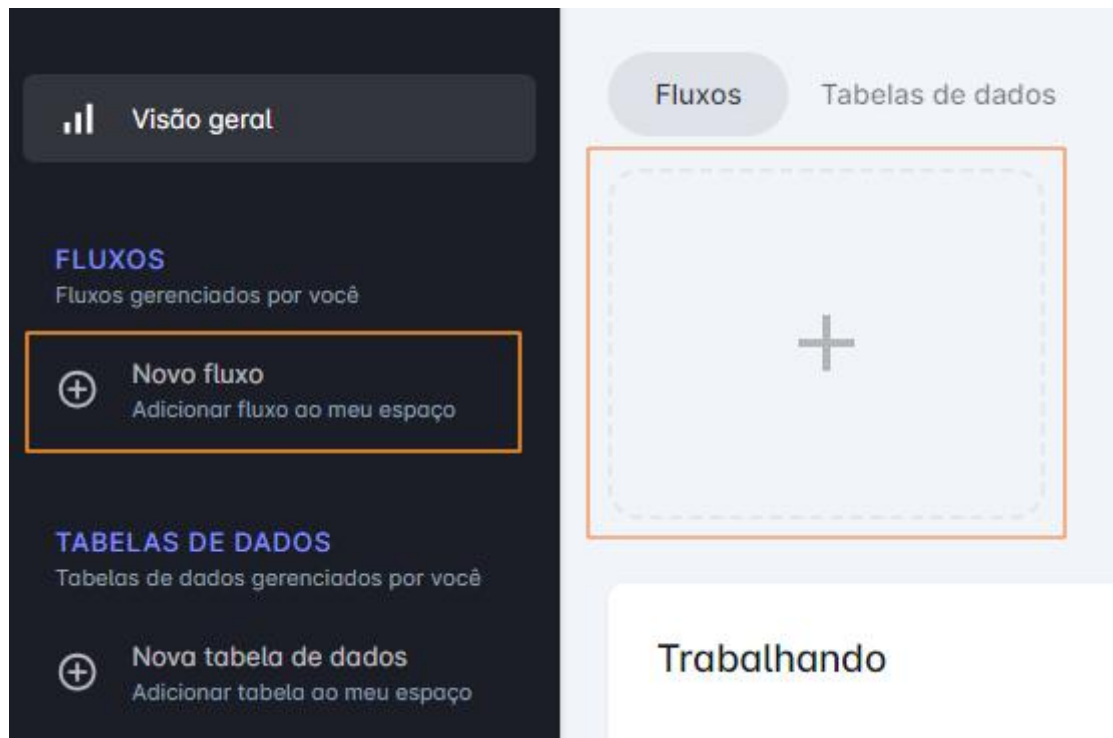 Visão geral
FLUXOS
Fluxos gerenciados por você
Novo fluxo
Adicionar fluxo ao meu espaço
TABELAS DE DADOS
Tabelas de dados gerenciados por você
Nova tabela de dados
Adicionar tabela ao meu espaço
Fluxos
Tabelas de dados
Trabalhando